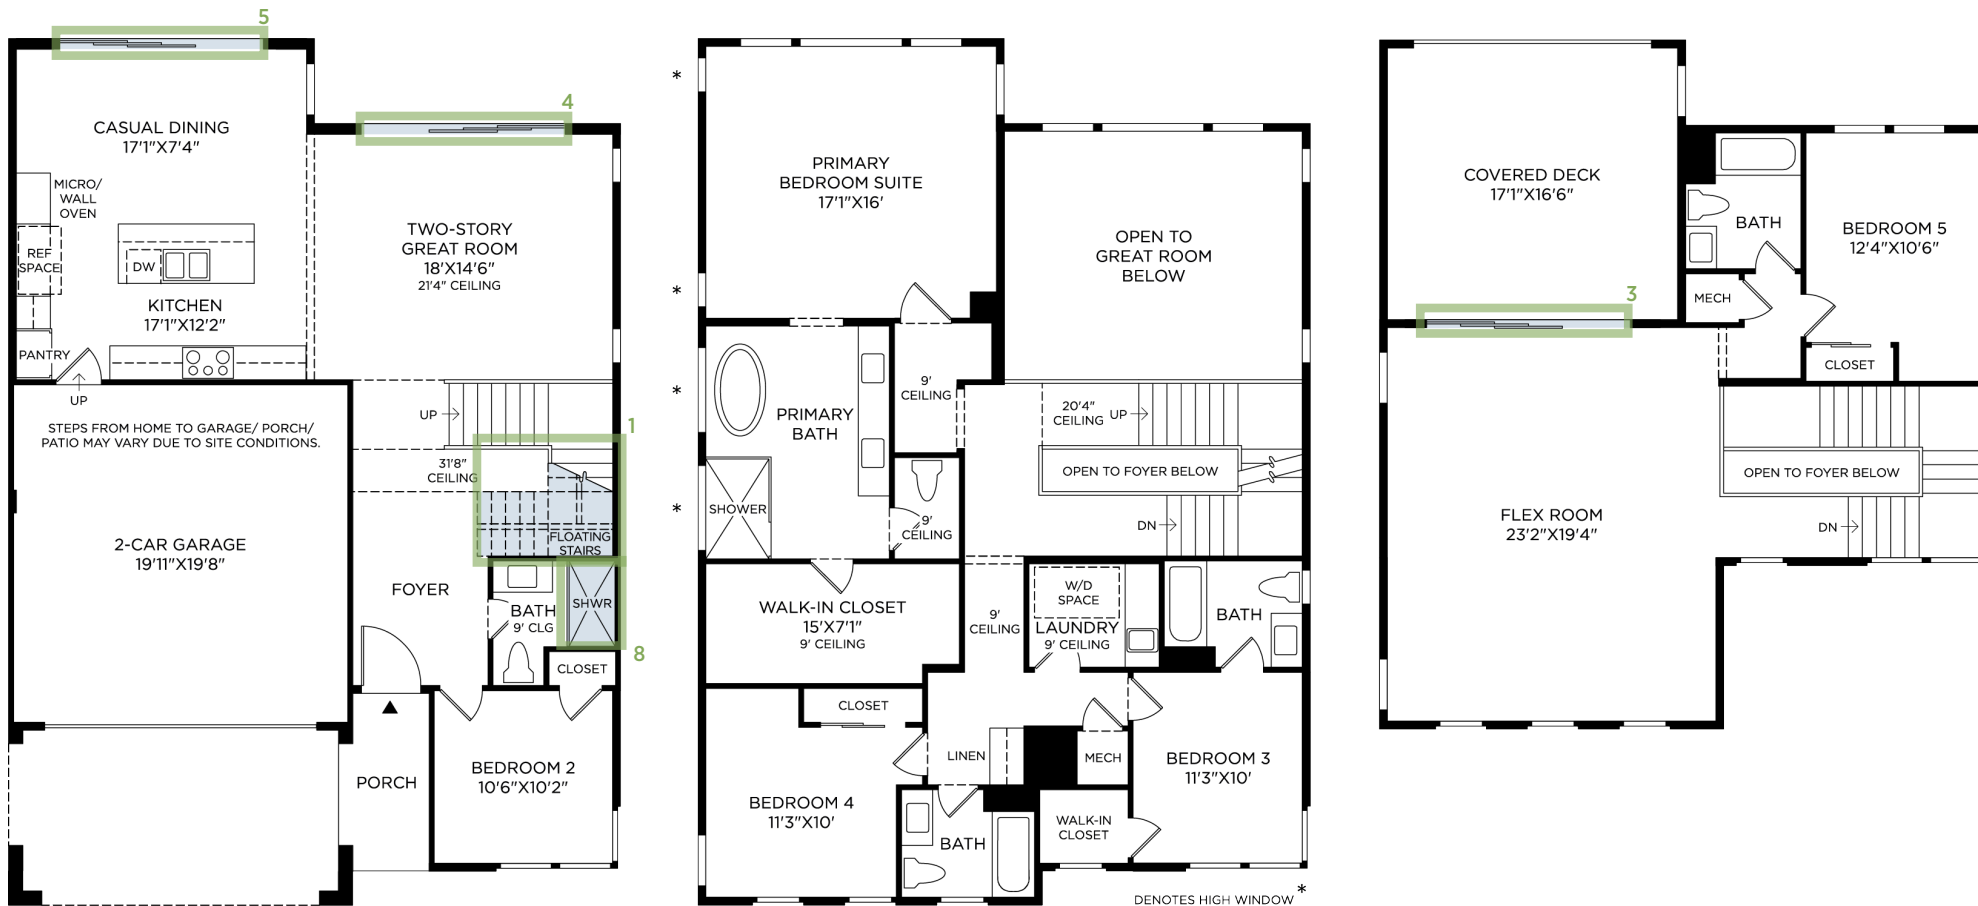 5
4
CASUAL DINING
17'1"X7'4"
MICRO/
WALL
OVEN
REF
SPACE
DW
KITCHEN
17'1"X12'2"
PANTRY
UP
TWO-STORY
GREAT ROOM
18'X14'6"
21'4" CEILING
STEPS FROM HOME TO GARAGE/ PORCH/
PATIO MAY VARY DUE TO SITE CONDITIONS.
UP
1
31'8"
CEILING
FLOATING
STAIRS
2-CAR GARAGE
19'11"X19'8"
FOYER
BATH
9' CLG
SHWR
8
CLOSET
PORCH
BEDROOM 2
10'6"X10'2"
*
*
*
*
PRIMARY
BEDROOM SUITE
17'1"X16'
OPEN TO
GREAT ROOM
BELOW
9'
CEILING
PRIMARY
BATH
20'4"
CEILING
UP
OPEN TO FOYER BELOW
SHOWER
9'
CEILING
DN
WALK-IN CLOSET
15'X7'1"
9' CEILING
9'
CEILING
W/D
SPACE
LAUNDRY
9' CEILING
BATH
CLOSET
LINEN
MECH
BEDROOM 3
11'3"X10'
BEDROOM 4
11'3"X10'
BATH
WALK-IN
CLOSET
DENOTES HIGH WINDOW *
COVERED DECK
17'1"X16'6"
BATH
BEDROOM 5
12'4"X10'6"
MECH
3
CLOSET
OPEN TO FOYER BELOW
FLEX ROOM
23'2"X19'4"
DN